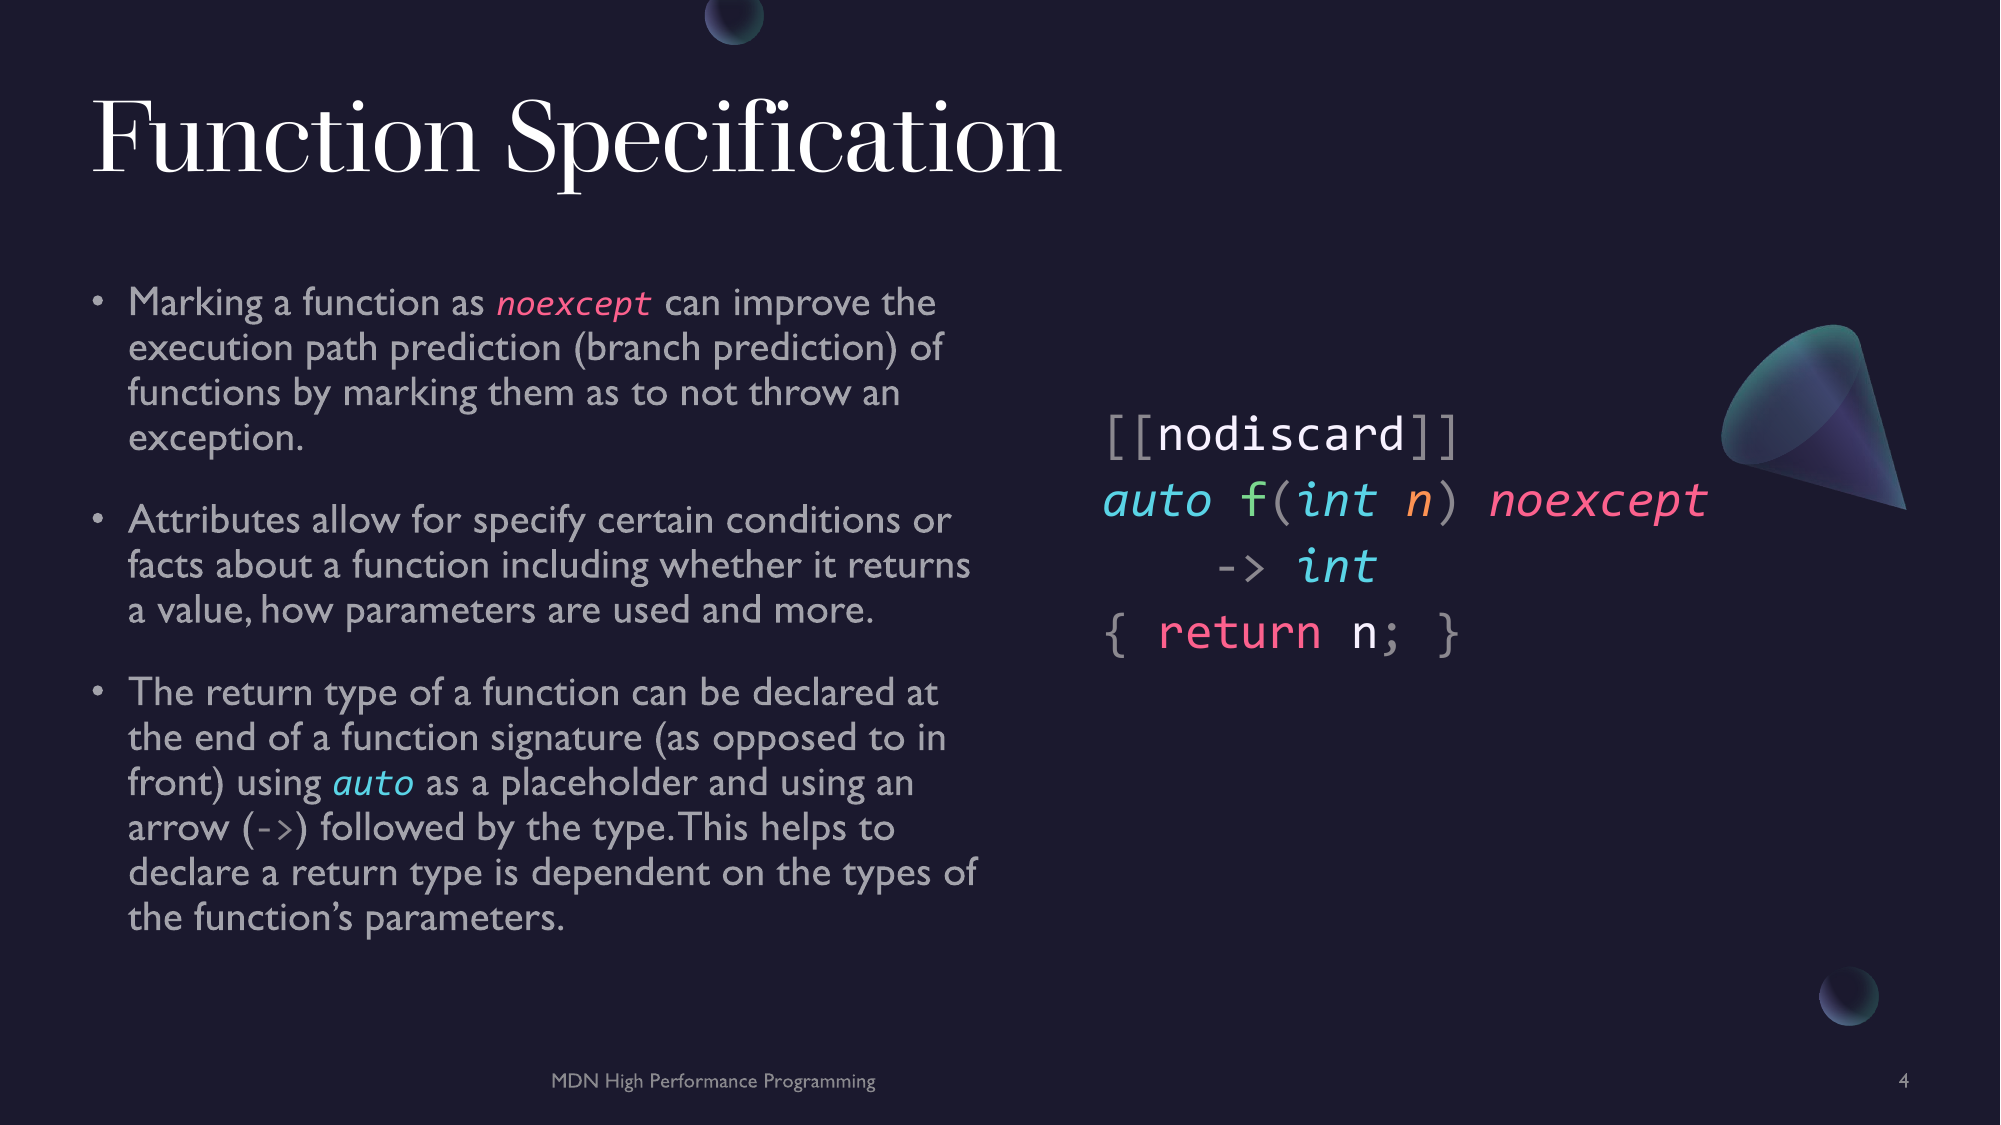 Function Specification
• Marking a function as noexcept can improve the
execution path prediction (branch prediction) of
functions by marking them as to not throw an
exception.
• Attributes allow for specify certain conditions or
facts about a function including whether it returns
a value, how parameters are used and more.
• The return type of a function can be declared at
the end of a function signature (as opposed to in
front) using auto as a placeholder and using an
arrow (->) followed by the type. This helps to
declare a return type is dependent on the types of
the function’s parameters.
[[nodiscard]]
auto f(int n) noexcept
    -> int
{ return n; }
MDN High Performance Programming
4